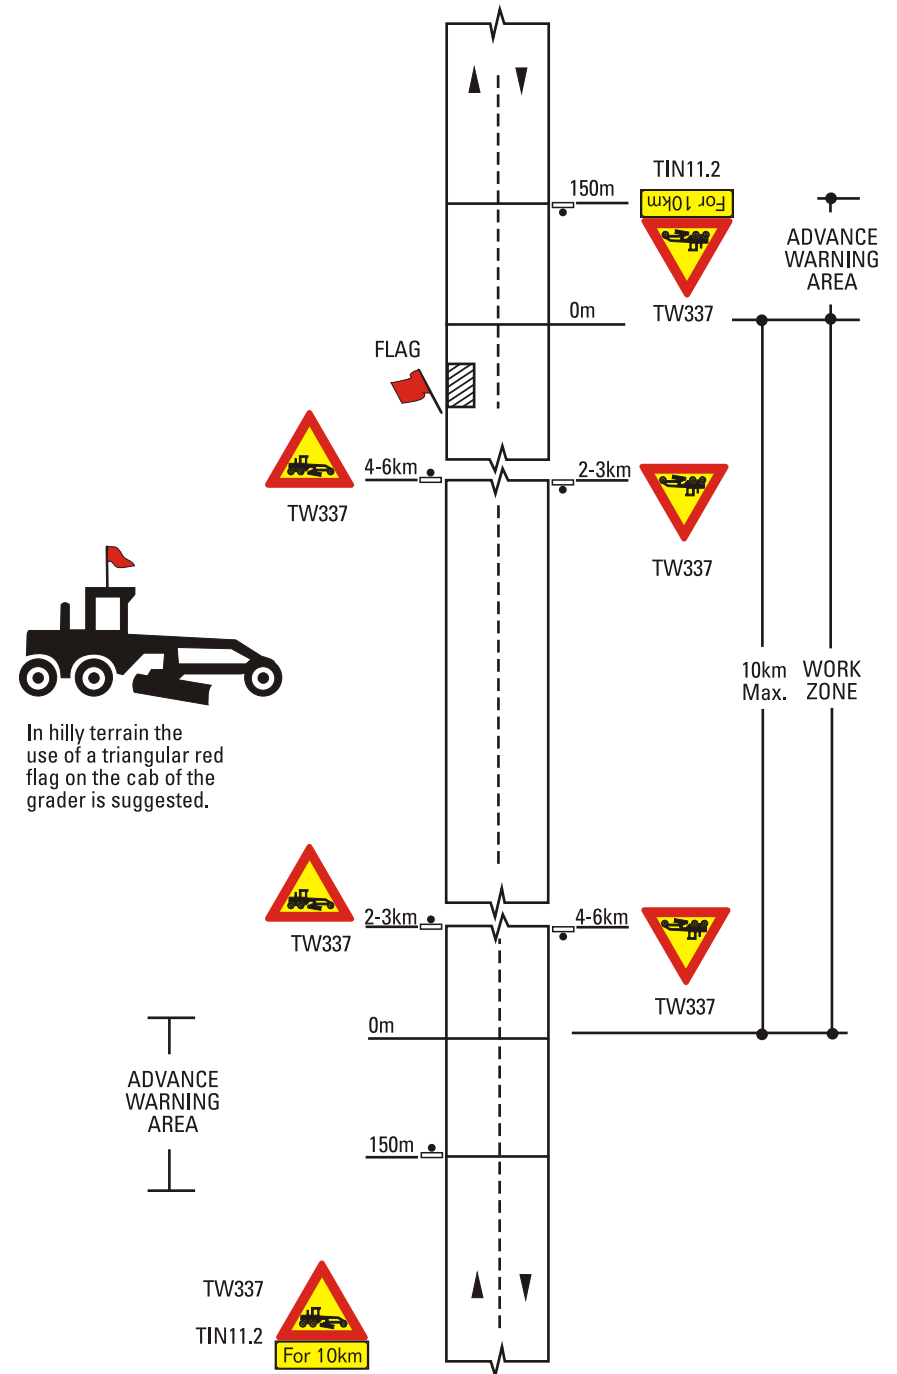 150m
TIN11.2
For 10km
ADVANCE
WARNING
AREA
TW337
0m
FLAG
4-6km
TW337
2-3km
TW337
10km
Max.
WORK
ZONE
In hilly terrain the
use of a triangular red
flag on the cab of the
grader is suggested.
2-3km
TW337
4-6km
TW337
0m
ADVANCE
WARNING
AREA
150m
TW337
TIN11.2
For 10km